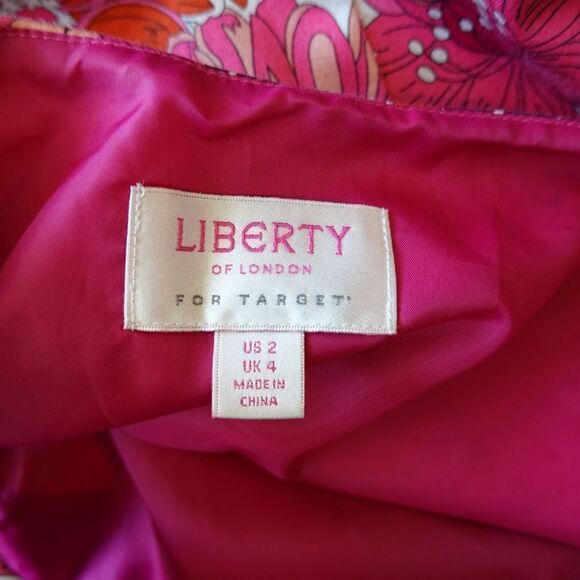 LIBERTY
OF LONDON
FOR TARGET
US 2
UK 4
MADE IN
CHINA